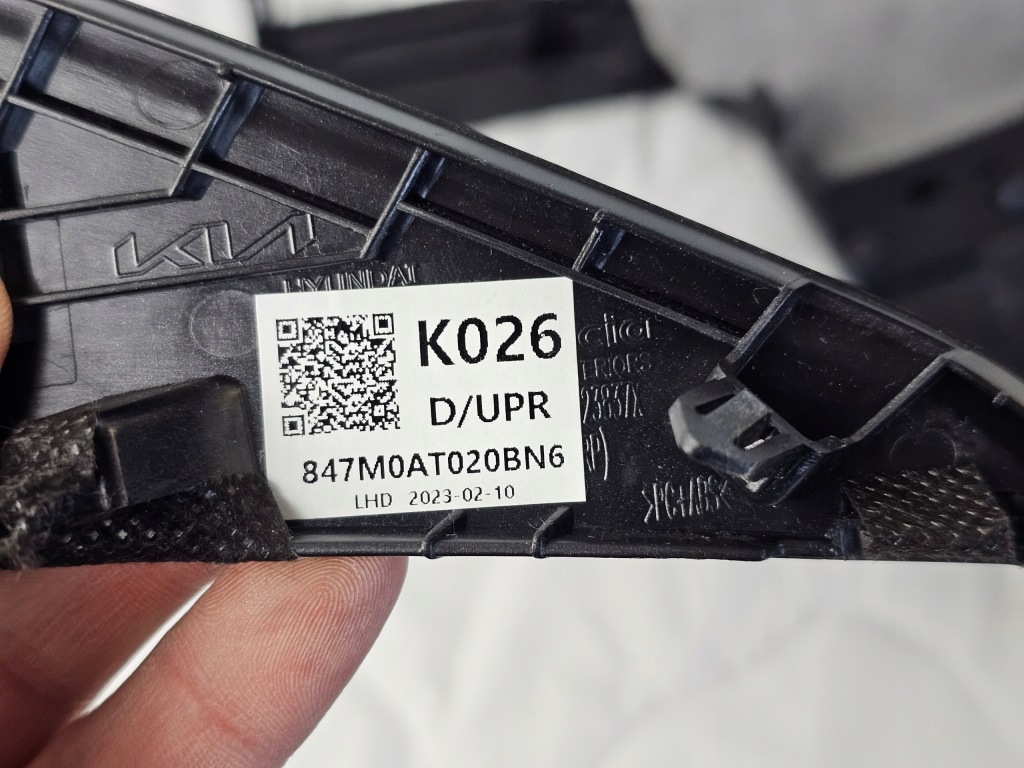 KIA
HYUNDAI
K026
D/UPR
847M0AT020BN6
LHD 2023-02-10